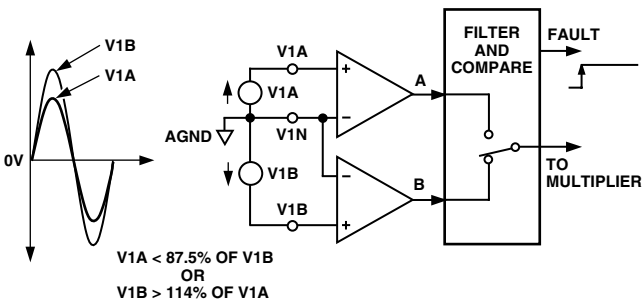 V1B
V1A
0V
V1A < 87.5% OF V1B
OR
V1B > 114% OF V1A
AGND
V1A
V1A
V1N
V1B
V1B
+
−
−
+
A
B
FILTER
AND
COMPARE
FAULT
TO
MULTIPLIER